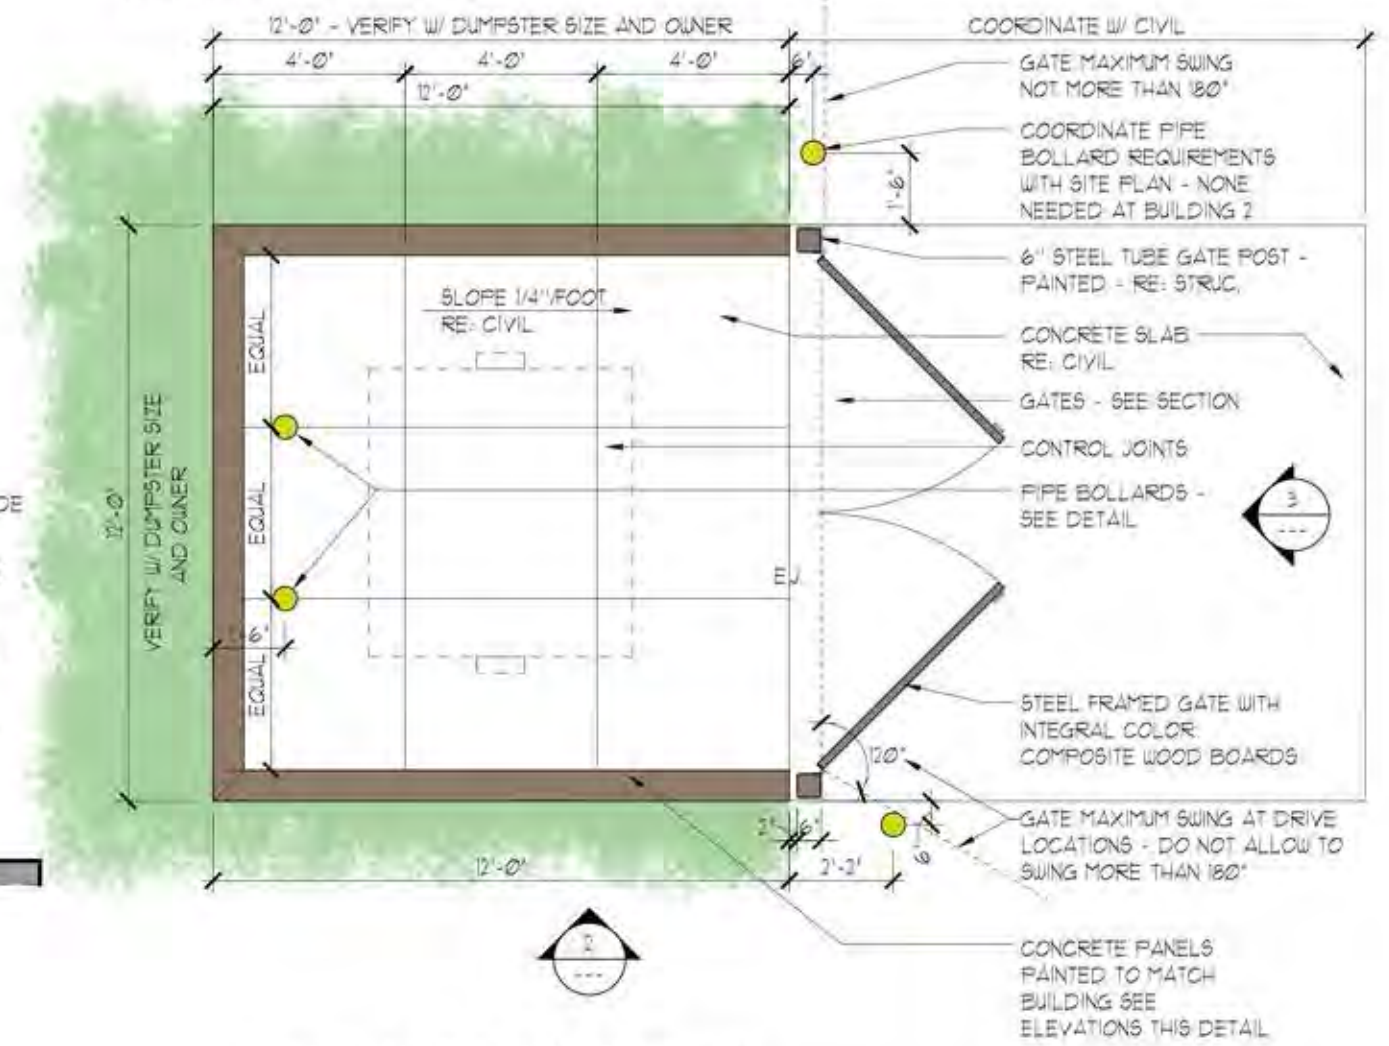 12'-0" - VERIFY W/ DUMPSTER SIZE AND OWNER
COORDINATE W/ CIVIL
4'-0"
4'-0"
4'-0"
6"
12'-0"
GATE MAXIMUM SWING
NOT MORE THAN 180°
COORDINATE PIPE
BOLLARD REQUIREMENTS
WITH SITE PLAN - NONE
NEEDED AT BUILDING 2
1'-6"
6" STEEL TUBE GATE POST -
PAINTED - RE: STRUC.
SLOPE 1/4"/FOOT
RE: CIVIL
CONCRETE SLAB
RE: CIVIL
GATES - SEE SECTION
CONTROL JOINTS
PIPE BOLLARDS -
SEE DETAIL
EQUAL
EQUAL
EQUAL
12'-0"
VERIFY W/ DUMPSTER SIZE
AND OWNER
DE
3
---
E.J.
STEEL FRAMED GATE WITH
INTEGRAL COLOR
COMPOSITE WOOD BOARDS
120°
GATE MAXIMUM SWING AT DRIVE
LOCATIONS - DO NOT ALLOW TO
SWING MORE THAN 180°
2"
6"
6"
12'-0"
2'-2"
2
---
CONCRETE PANELS
PAINTED TO MATCH
BUILDING SEE
ELEVATIONS THIS DETAIL